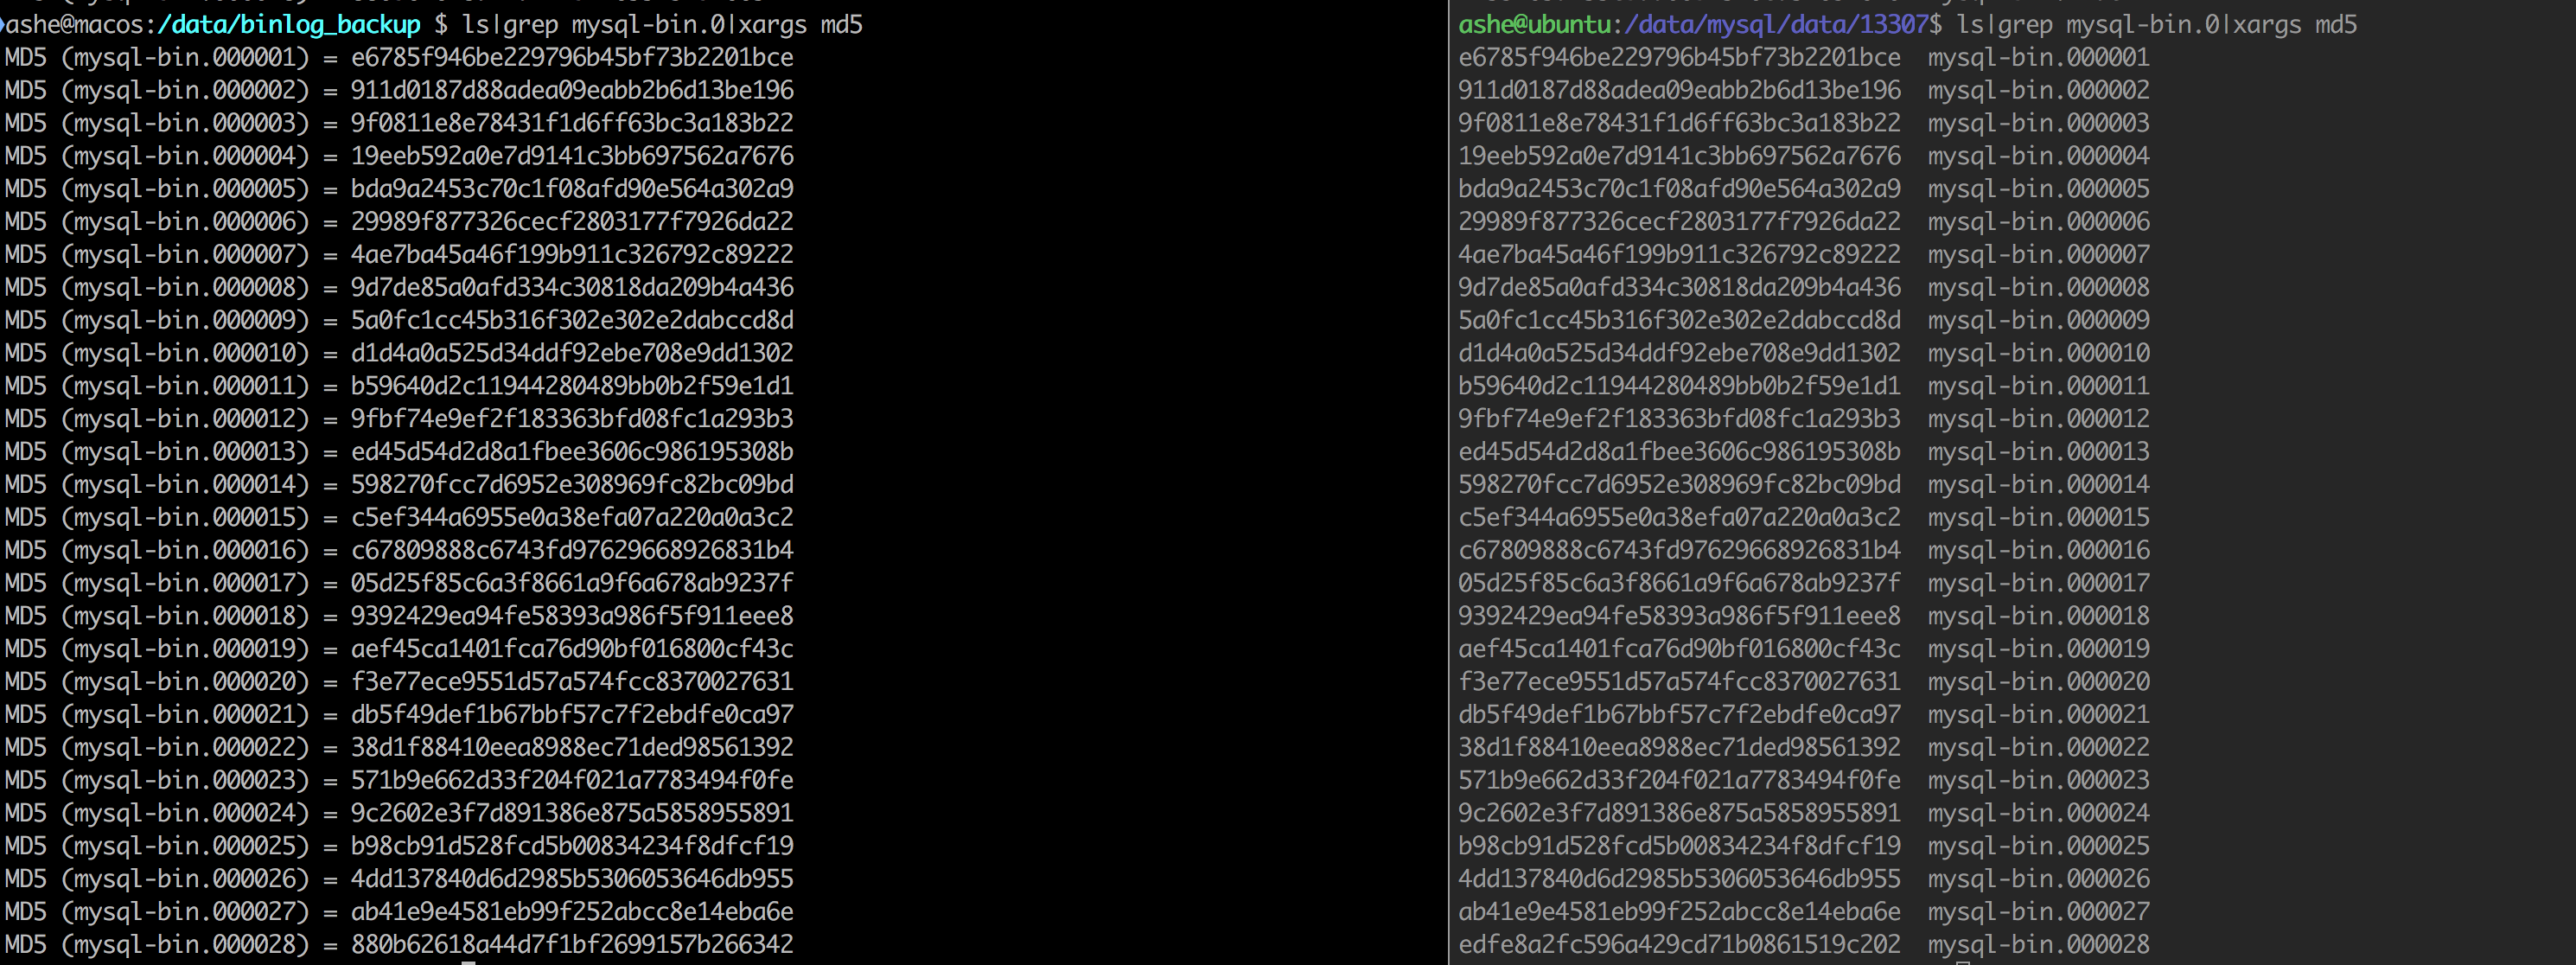 ashe@macos:/data/binlog_backup $ ls|grep mysql-bin.0|xargs md5
MD5 (mysql-bin.000001) = e6785f946be229796b45bf73b2201bce
MD5 (mysql-bin.000002) = 911d0187d88adea09eabb2b6d13be196
MD5 (mysql-bin.000003) = 9f0811e8e78431f1d6ff63bc3a183b22
MD5 (mysql-bin.000004) = 19eeb592a0e7d9141c3bb697562a7676
MD5 (mysql-bin.000005) = bda9a2453c70c1f08afd90e564a302a9
MD5 (mysql-bin.000006) = 29989f877326cecf2803177f7926da22
MD5 (mysql-bin.000007) = 4ae7ba45a46f199b911c326792c89222
MD5 (mysql-bin.000008) = 9d7de85a0afd334c30818da209b4a436
MD5 (mysql-bin.000009) = 5a0fc1cc45b316f302e302e2dabccd8d
MD5 (mysql-bin.000010) = d1d4a0a525d34ddf92ebe708e9dd1302
MD5 (mysql-bin.000011) = b59640d2c11944280489bb0b2f59e1d1
MD5 (mysql-bin.000012) = 9fbf74e9ef2f183363bfd08fc1a293b3
MD5 (mysql-bin.000013) = ed45d54d2d8a1fbee3606c986195308b
MD5 (mysql-bin.000014) = 598270fcc7d6952e308969fc82bc09bd
MD5 (mysql-bin.000015) = c5ef344a6955e0a38efa07a220a0a3c2
MD5 (mysql-bin.000016) = c67809888c6743fd97629668926831b4
MD5 (mysql-bin.000017) = 05d25f85c6a3f8661a9f6a678ab9237f
MD5 (mysql-bin.000018) = 9392429ea94fe58393a986f5f911eee8
MD5 (mysql-bin.000019) = aef45ca1401fca76d90bf016800cf43c
MD5 (mysql-bin.000020) = f3e77ece9551d57a574fcc8370027631
MD5 (mysql-bin.000021) = db5f49def1b67bbf57c7f2ebdfe0ca97
MD5 (mysql-bin.000022) = 38d1f88410eea8988ec71ded98561392
MD5 (mysql-bin.000023) = 571b9e662d33f204f021a7783494f0fe
MD5 (mysql-bin.000024) = 9c2602e3f7d891386e875a5858955891
MD5 (mysql-bin.000025) = b98cb91d528fcd5b00834234f8dfcf19
MD5 (mysql-bin.000026) = 4dd137840d6d2985b5306053646db955
MD5 (mysql-bin.000027) = ab41e9e4581eb99f252abcc8e14eba6e
MD5 (mysql-bin.000028) = 880b62618a44d7f1bf2699157b266342
ashe@ubuntu:/data/mysql/data/13307$ ls|grep mysql-bin.0|xargs md5
e6785f946be229796b45bf73b2201bce  mysql-bin.000001
911d0187d88adea09eabb2b6d13be196  mysql-bin.000002
9f0811e8e78431f1d6ff63bc3a183b22  mysql-bin.000003
19eeb592a0e7d9141c3bb697562a7676  mysql-bin.000004
bda9a2453c70c1f08afd90e564a302a9  mysql-bin.000005
29989f877326cecf2803177f7926da22  mysql-bin.000006
4ae7ba45a46f199b911c326792c89222  mysql-bin.000007
9d7de85a0afd334c30818da209b4a436  mysql-bin.000008
5a0fc1cc45b316f302e302e2dabccd8d  mysql-bin.000009
d1d4a0a525d34ddf92ebe708e9dd1302  mysql-bin.000010
b59640d2c11944280489bb0b2f59e1d1  mysql-bin.000011
9fbf74e9ef2f183363bfd08fc1a293b3  mysql-bin.000012
ed45d54d2d8a1fbee3606c986195308b  mysql-bin.000013
598270fcc7d6952e308969fc82bc09bd  mysql-bin.000014
c5ef344a6955e0a38efa07a220a0a3c2  mysql-bin.000015
c67809888c6743fd97629668926831b4  mysql-bin.000016
05d25f85c6a3f8661a9f6a678ab9237f  mysql-bin.000017
9392429ea94fe58393a986f5f911eee8  mysql-bin.000018
aef45ca1401fca76d90bf016800cf43c  mysql-bin.000019
f3e77ece9551d57a574fcc8370027631  mysql-bin.000020
db5f49def1b67bbf57c7f2ebdfe0ca97  mysql-bin.000021
38d1f88410eea8988ec71ded98561392  mysql-bin.000022
571b9e662d33f204f021a7783494f0fe  mysql-bin.000023
9c2602e3f7d891386e875a5858955891  mysql-bin.000024
b98cb91d528fcd5b00834234f8dfcf19  mysql-bin.000025
4dd137840d6d2985b5306053646db955  mysql-bin.000026
ab41e9e4581eb99f252abcc8e14eba6e  mysql-bin.000027
edfe8a2fc596a429cd71b0861519c202  mysql-bin.000028